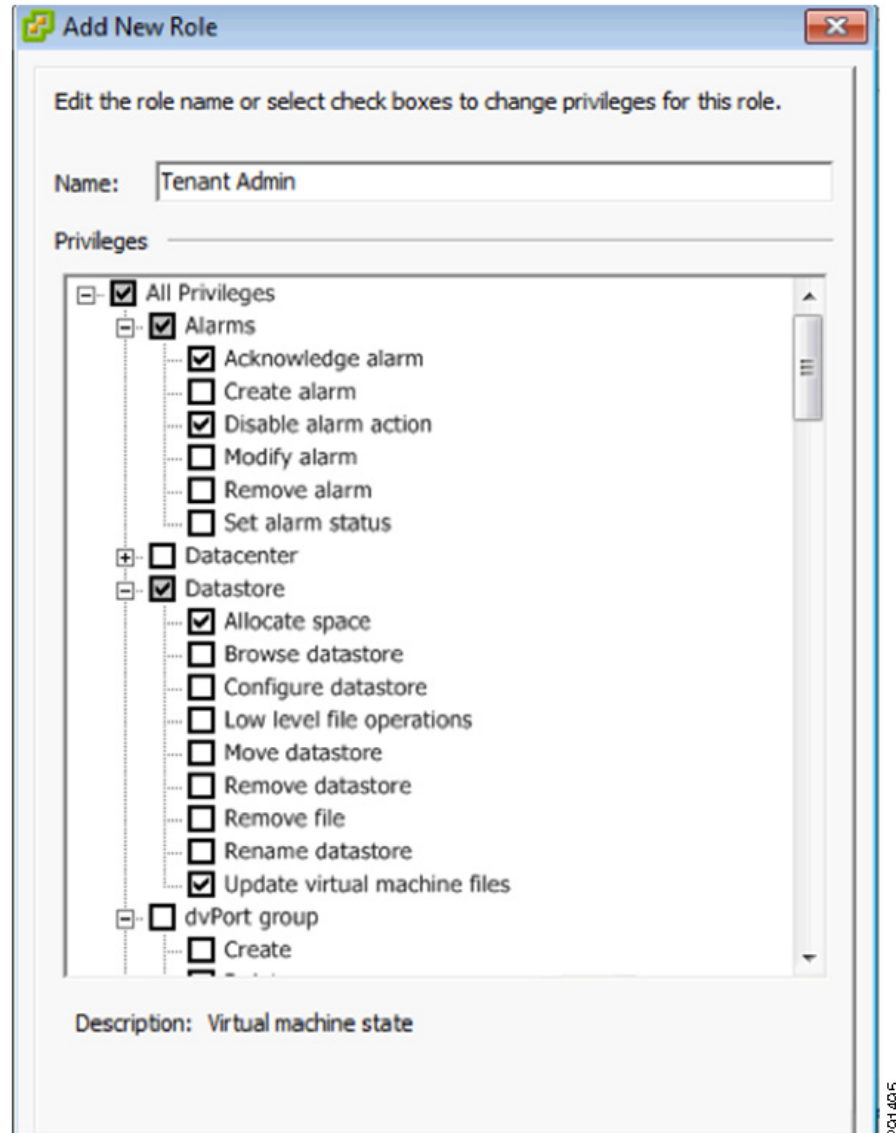 Add New Role
Edit the role name or select check boxes to change privileges for this role.
Name: Tenant Admin
Privileges
All Privileges
Alarms
Acknowledge alarm
Create alarm
Disable alarm action
Modify alarm
Remove alarm
Set alarm status
Datacenter
Datastore
Allocate space
Browse datastore
Configure datastore
Low level file operations
Move datastore
Remove datastore
Remove file
Rename datastore
Update virtual machine files
dvPort group
Create
Description: Virtual machine state